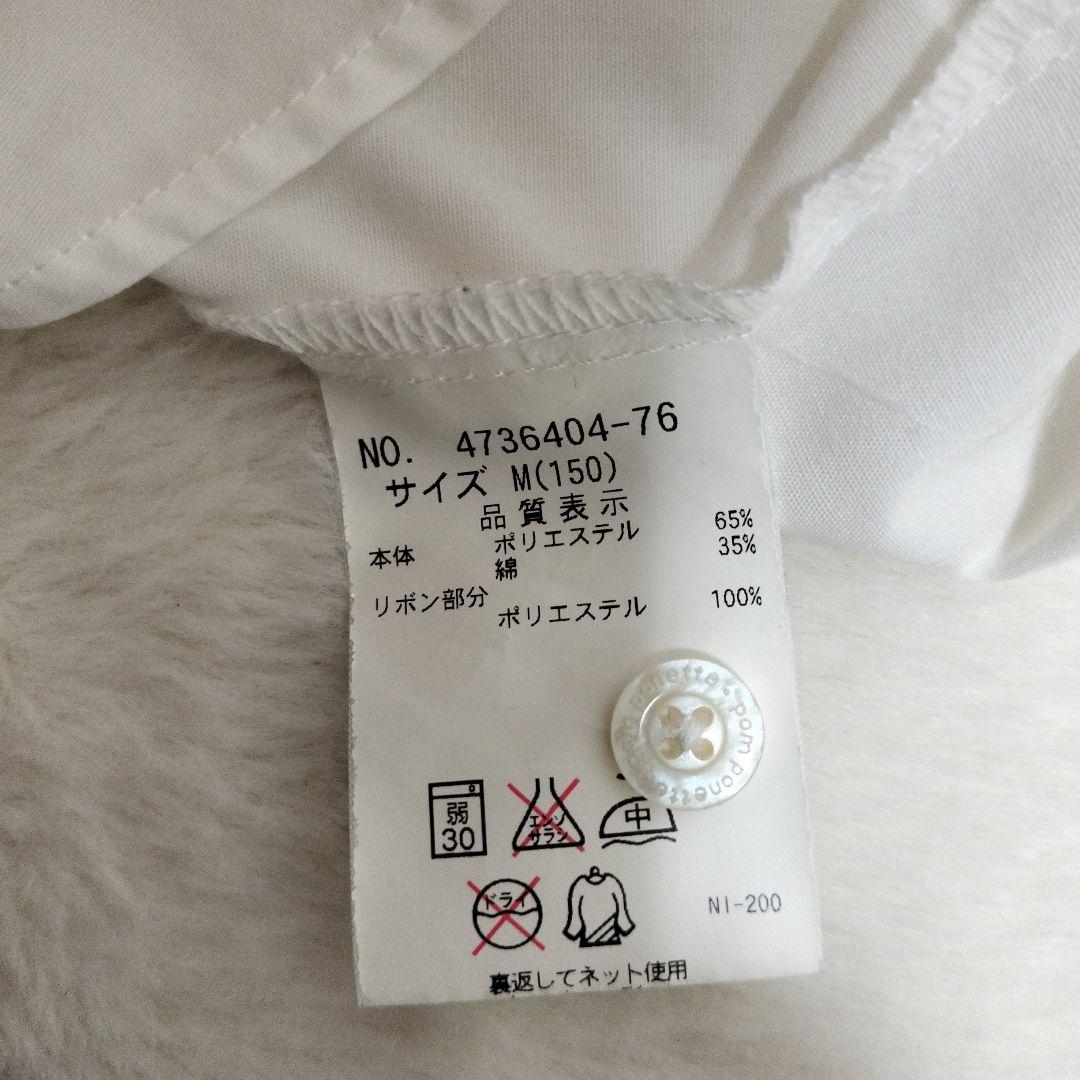 NO. 4736404-76
サイズ M(150)
品質表示
本体 ポリエステル 65%
綿 35%
リボン部分
ポリエステル 100%
pom ponette・pom ponette
弱
30
エンソ
サラシ
中
ドライ
NI-200
裏返してネット使用